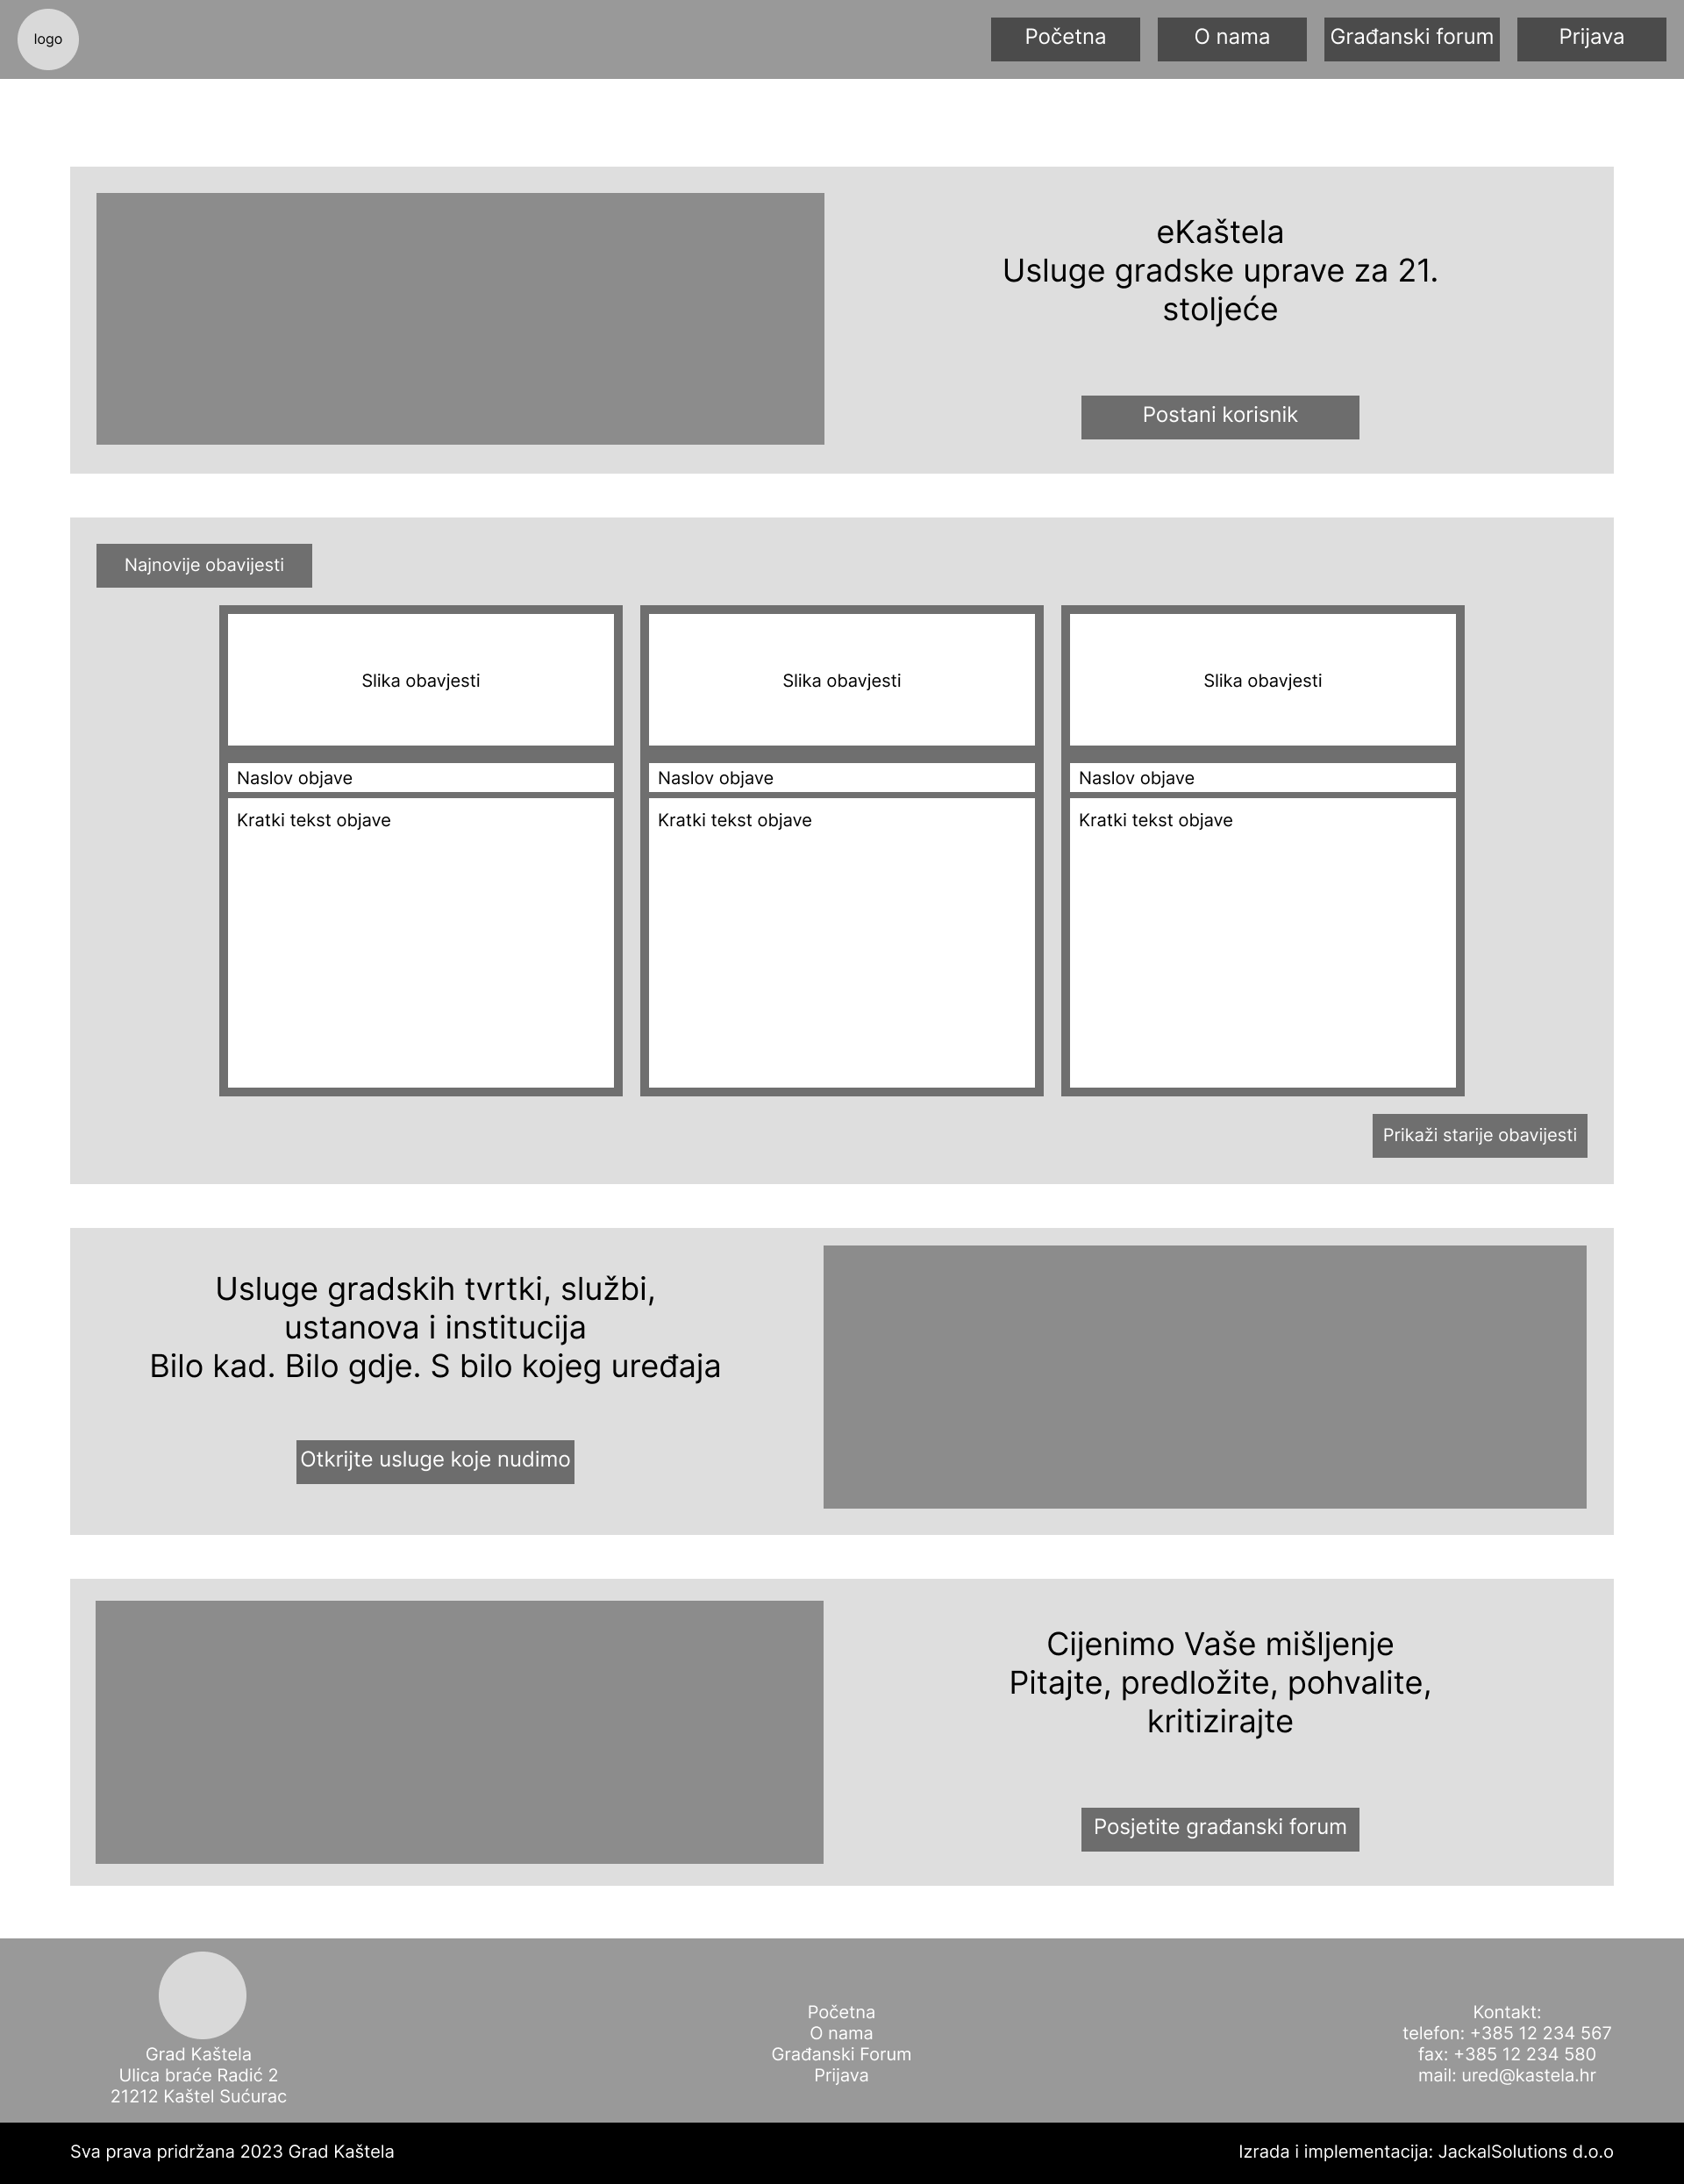 logo
Početna
O nama
Građanski forum
Prijava
eKaštela
Usluge gradske uprave za 21.
stoljeće
Postani korisnik
Najnovije obavijesti
Slika obavjesti
Naslov objave
Kratki tekst objave
Slika obavjesti
Naslov objave
Kratki tekst objave
Slika obavjesti
Naslov objave
Kratki tekst objave
Prikaži starije obavijesti
Usluge gradskih tvrtki, službi,
ustanova i institucija
Bilo kad. Bilo gdje. S bilo kojeg uređaja
Otkrijte usluge koje nudimo
Cijenimo Vaše mišljenje
Pitajte, predložite, pohvalite,
kritizirajte
Posjetite građanski forum
Grad Kaštela
Ulica braće Radić 2
21212 Kaštel Sućurac
Početna
O nama
Građanski Forum
Prijava
Kontakt:
telefon: +385 12 234 567
fax: +385 12 234 580
mail: ured@kastela.hr
Sva prava pridržana 2023 Grad Kaštela
Izrada i implementacija: JackalSolutions d.o.o